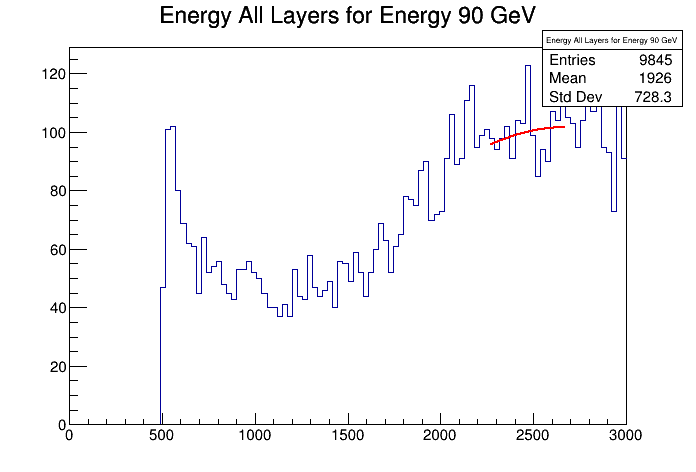 Energy All Layers for Energy 90 GeV
Energy All Layers for Energy 90 GeV
Entries 9845
Mean 1926
Std Dev 728.3
120
100
80
60
40
20
0
0 500 1000 1500 2000 2500 3000